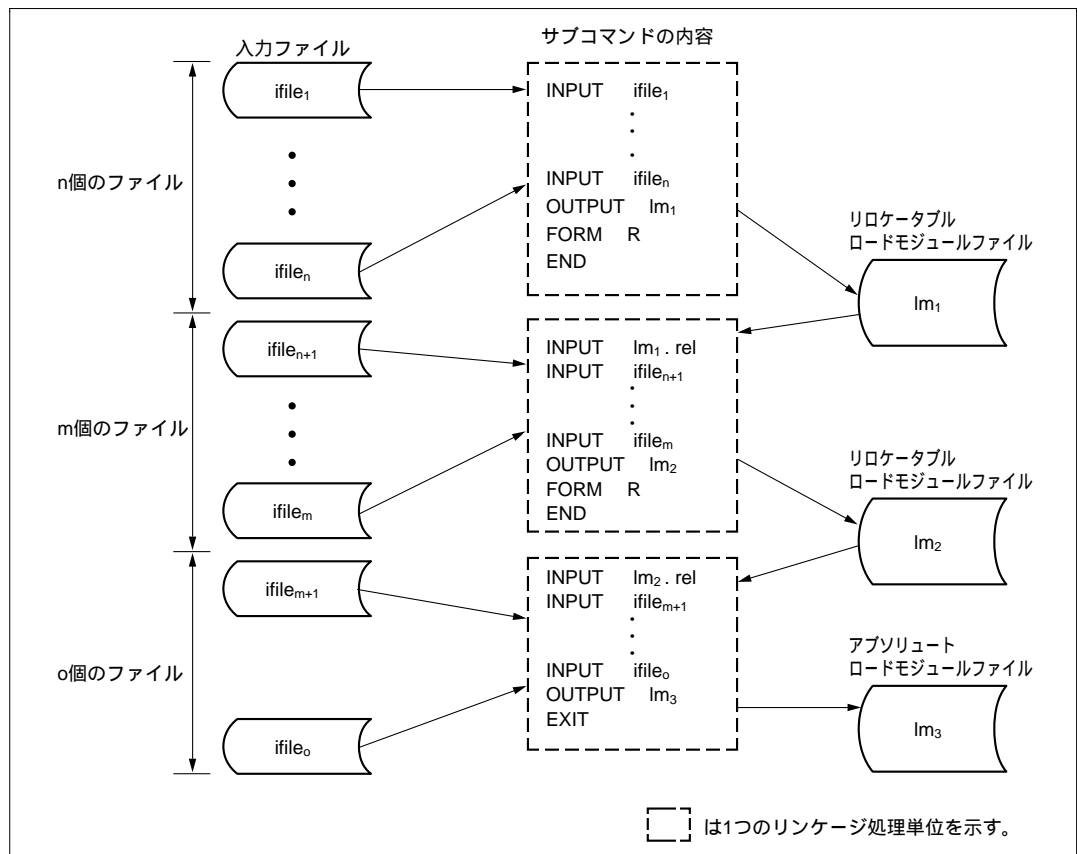 入力ファイル
サブコマンドの内容
n個のファイル
ifile1
ifilen
INPUT ifile1
INPUT ifilen
OUTPUT lm1
FORM R
END
リロケータブル
ロードモジュールファイル
lm1
m個のファイル
ifilen+1
ifilem
INPUT lm1 . rel
INPUT ifilen+1
INPUT ifilem
OUTPUT lm2
FORM R
END
リロケータブル
ロードモジュールファイル
lm2
o個のファイル
ifilem+1
ifileo
INPUT lm2 . rel
INPUT ifilem+1
INPUT ifileo
OUTPUT lm3
EXIT
アブソリュート
ロードモジュールファイル
lm3
は1つのリンケージ処理単位を示す。